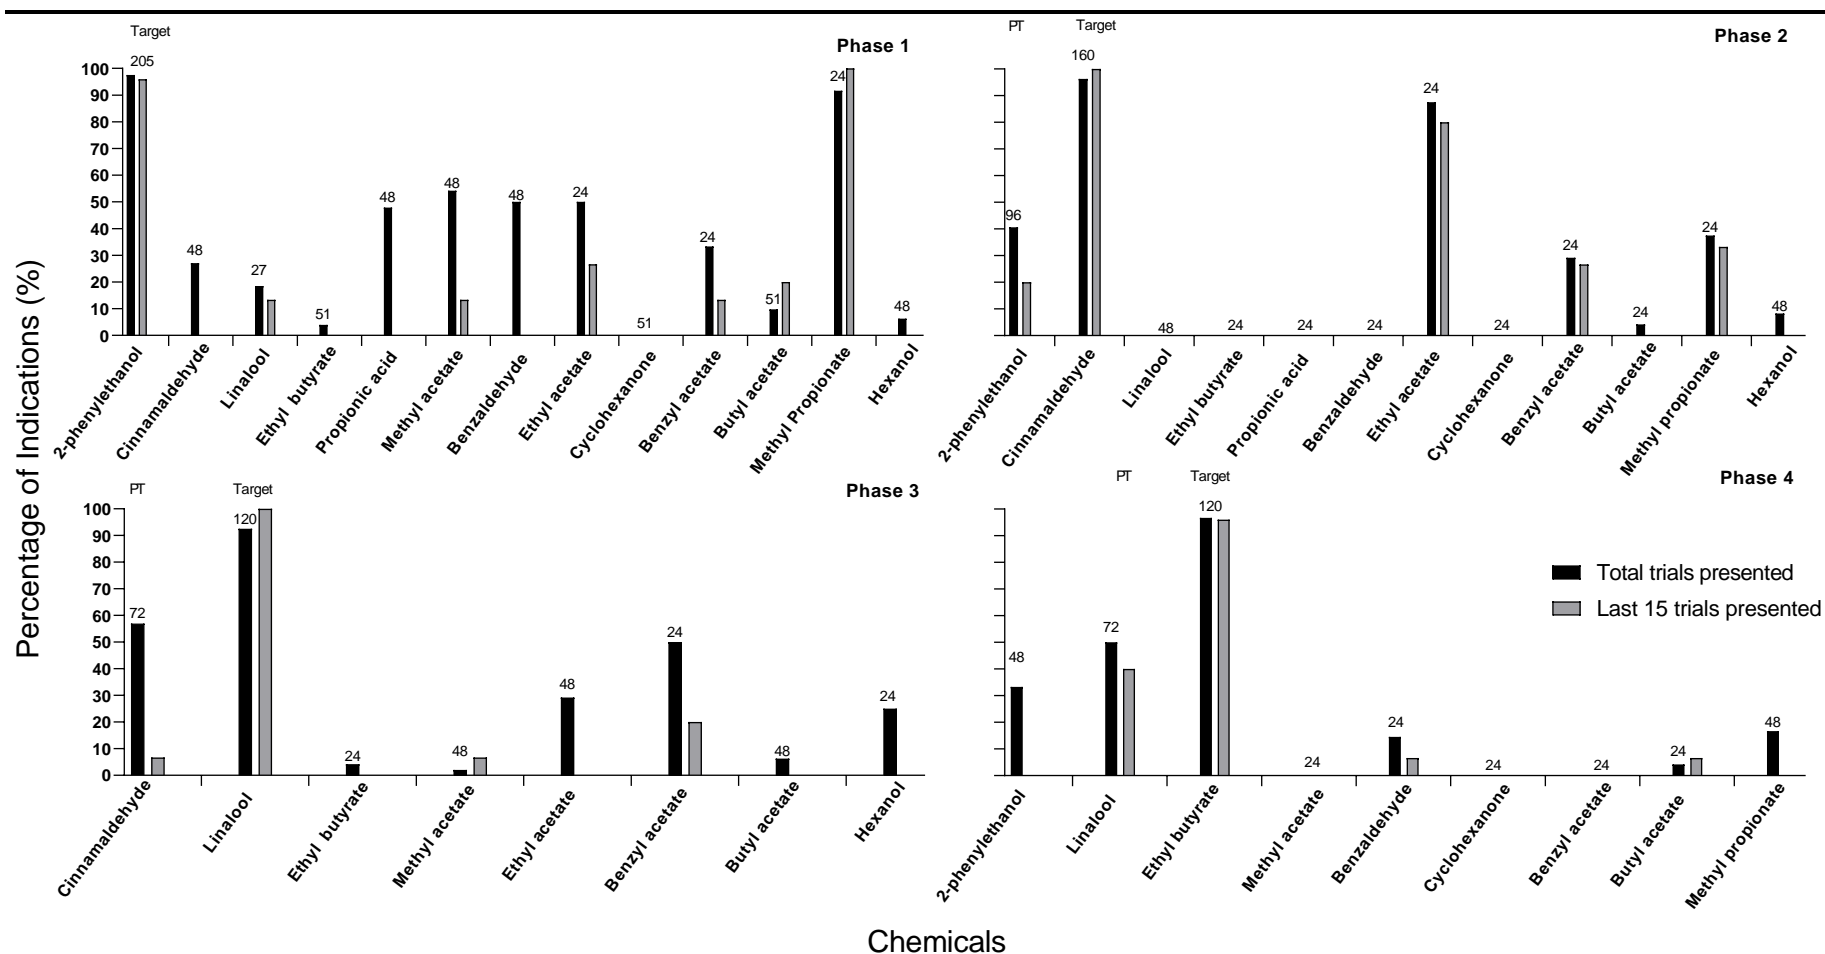 Target
Phase 1
205
100
90
80
70
60
50
40
30
20
10
0
48
27
51
48
48
48
24
51
24
51
24
48
2-phenylethanol
Cinnamaldehyde
Linalool
Ethyl butyrate
Propionic acid
Methyl acetate
Benzaldehyde
Ethyl acetate
Cyclohexanone
Benzyl acetate
Butyl acetate
Methyl Propionate
Hexanol
PT
Target
Phase 2
96
160
48
24
24
24
24
24
24
24
24
48
2-phenylethanol
Cinnamaldehyde
Linalool
Ethyl butyrate
Propionic acid
Benzaldehyde
Ethyl acetate
Cyclohexanone
Benzyl acetate
Butyl acetate
Methyl propionate
Hexanol
Percentage of Indications (%)
PT
Target
Phase 3
100
90
80
70
60
50
40
30
20
10
0
72
120
24
48
48
24
48
24
Cinnamaldehyde
Linalool
Ethyl butyrate
Methyl acetate
Ethyl acetate
Benzyl acetate
Butyl acetate
Hexanol
PT
Target
Phase 4
48
72
120
24
24
24
24
24
48
Total trials presented
Last 15 trials presented
2-phenylethanol
Linalool
Ethyl butyrate
Methyl acetate
Benzaldehyde
Cyclohexanone
Benzyl acetate
Butyl acetate
Methyl propionate
Chemicals